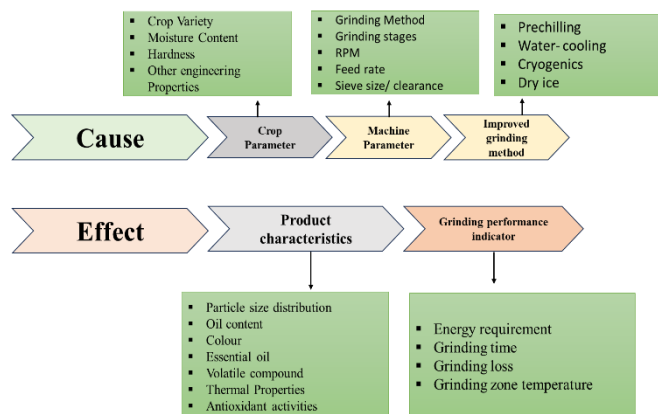 Crop Variety
Moisture Content
Hardness
Other engineering
Properties
Grinding Method
Grinding stages
RPM
Feed rate
Sieve size/ clearance
Prechilling
Water- cooling
Cryogenics
Dry ice
Cause
Crop
Parameter
Machine
Parameter
Improved
grinding
method
Effect
Product
characteristics
Grinding performance
indicator
Particle size distribution
Oil content
Colour
Essential oil
Volatile compound
Thermal Properties
Antioxidant activities
Energy requirement
Grinding time
Grinding loss
Grinding zone temperature